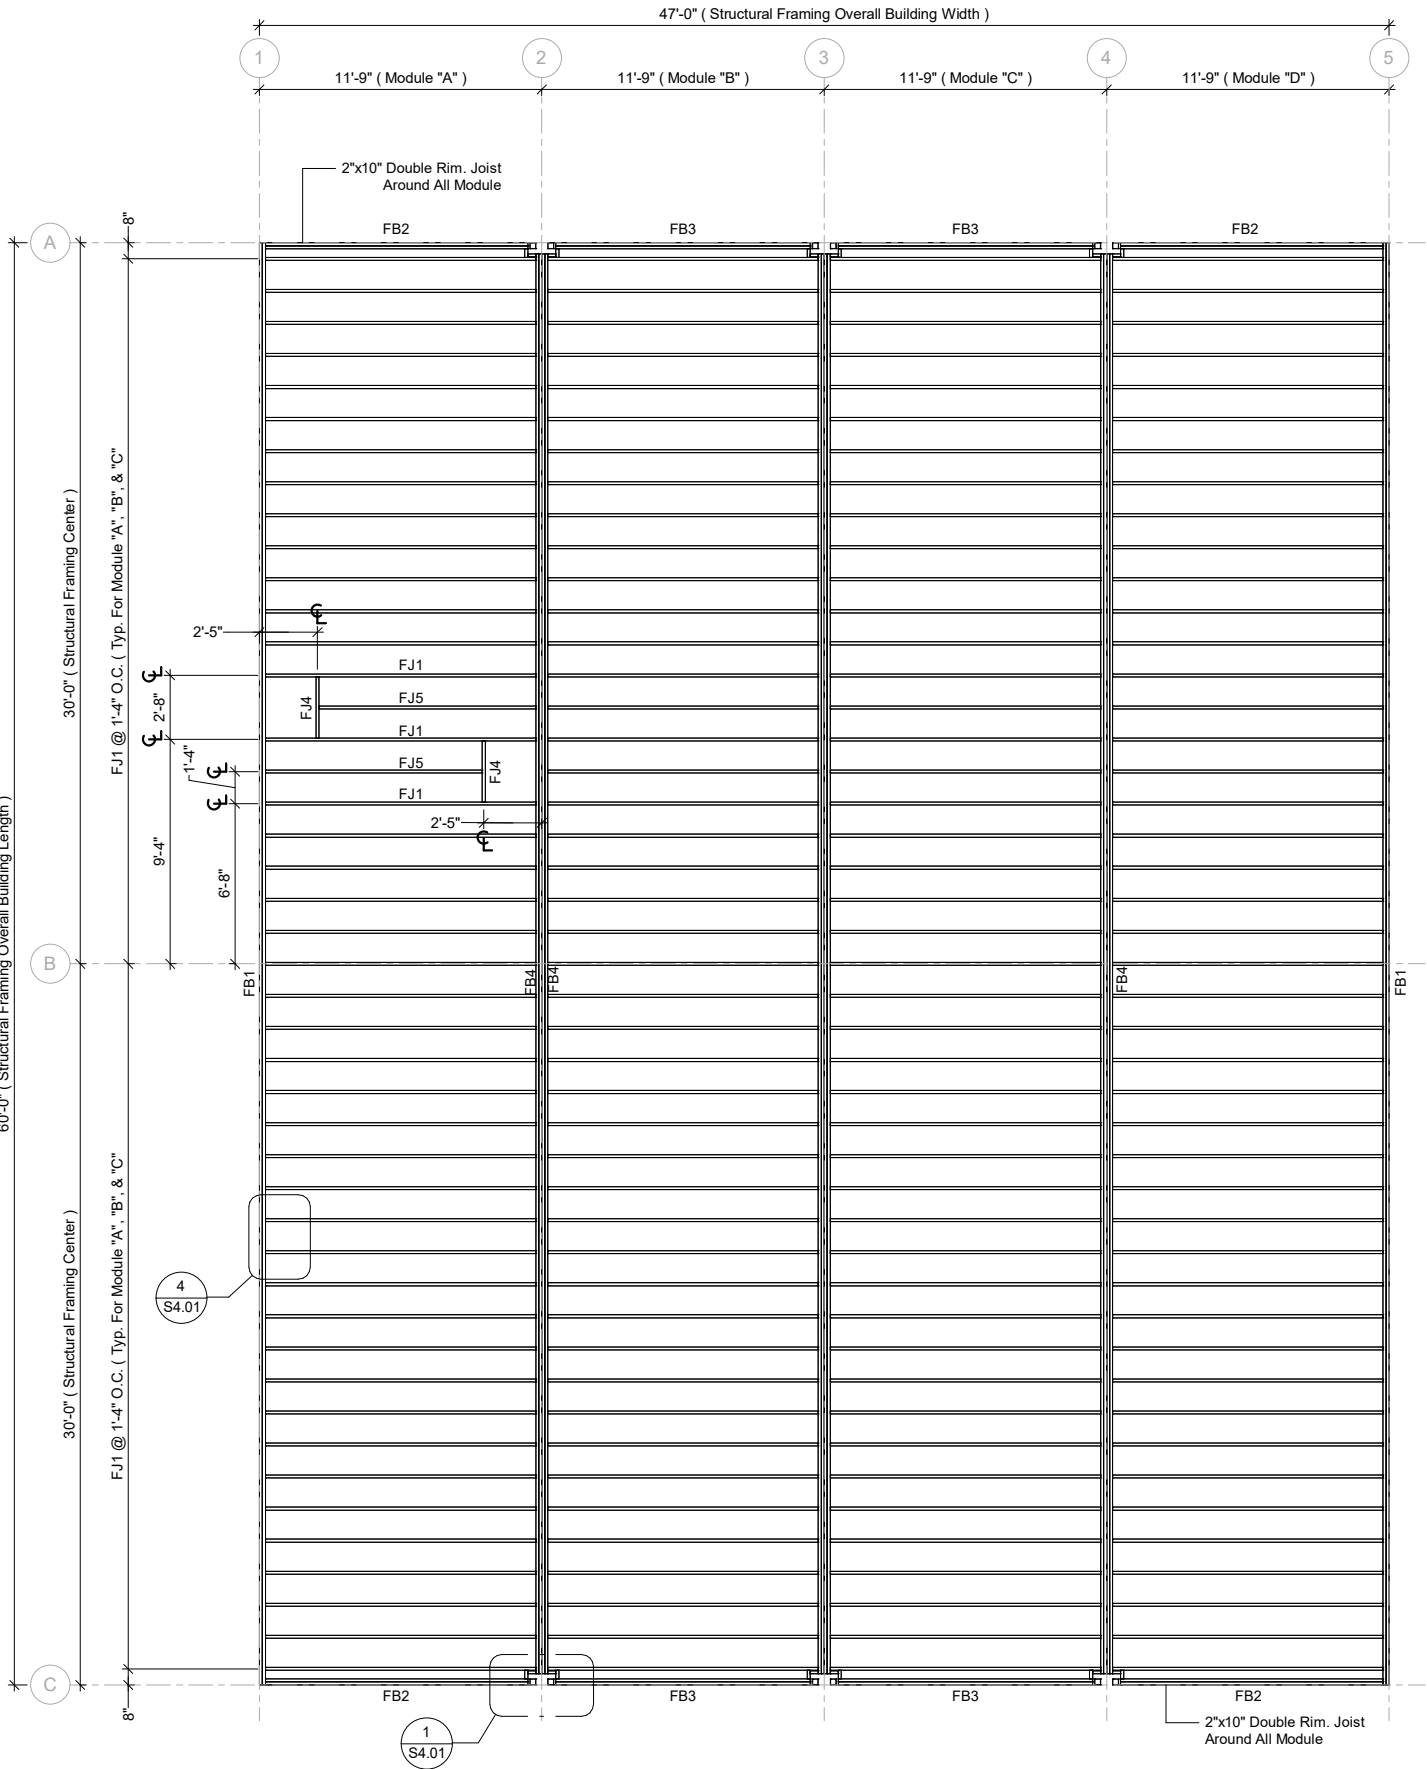 47'-0" ( Structural Framing Overall Building Width )
1
2
3
4
5
11'-9" ( Module "A" )
11'-9" ( Module "B" )
11'-9" ( Module "C" )
11'-9" ( Module "D" )
2"x10" Double Rim. Joist
Around All Module
8"
A
FB2
FB3
FB3
FB2
30'-0" ( Structural Framing Center )
FJ1 @ 1'-4" O.C. ( Typ. For Module "A", "B", & "C"
2'-5"
℄
℄
2'-8"
℄
1'-4"
℄
℄
9'-4"
6'-8"
FJ1
FJ4
FJ5
FJ1
FJ5
FJ4
FJ1
2'-5"
℄
60'-0" ( Structural Framing Overall Building Length )
B
FB1
FB4
FB4
FB4
FB1
30'-0" ( Structural Framing Center )
FJ1 @ 1'-4" O.C. ( Typ. For Module "A", "B", & "C"
4
S4.01
C
8"
FB2
FB3
FB3
FB2
1
S4.01
2"x10" Double Rim. Joist
Around All Module